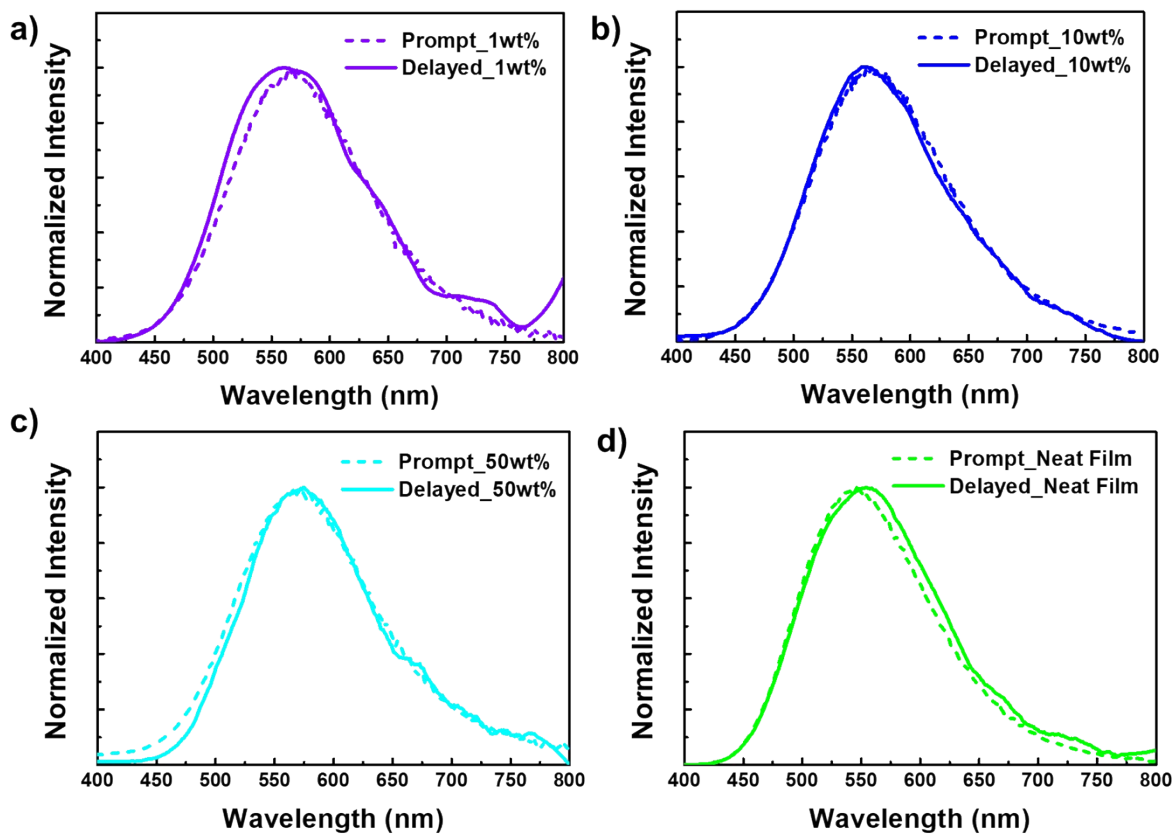 a)
Prompt_1wt%
Delayed_1wt%
Normalized Intensity
400 450 500 550 600 650 700 750 800
Wavelength (nm)
b)
Prompt_10wt%
Delayed_10wt%
Normalized Intensity
400 450 500 550 600 650 700 750 800
Wavelength (nm)
c)
Prompt_50wt%
Delayed_50wt%
Normalized Intensity
400 450 500 550 600 650 700 750 800
Wavelength (nm)
d)
Prompt_Neat Film
Delayed_Neat Film
Normalized Intensity
400 450 500 550 600 650 700 750 800
Wavelength (nm)